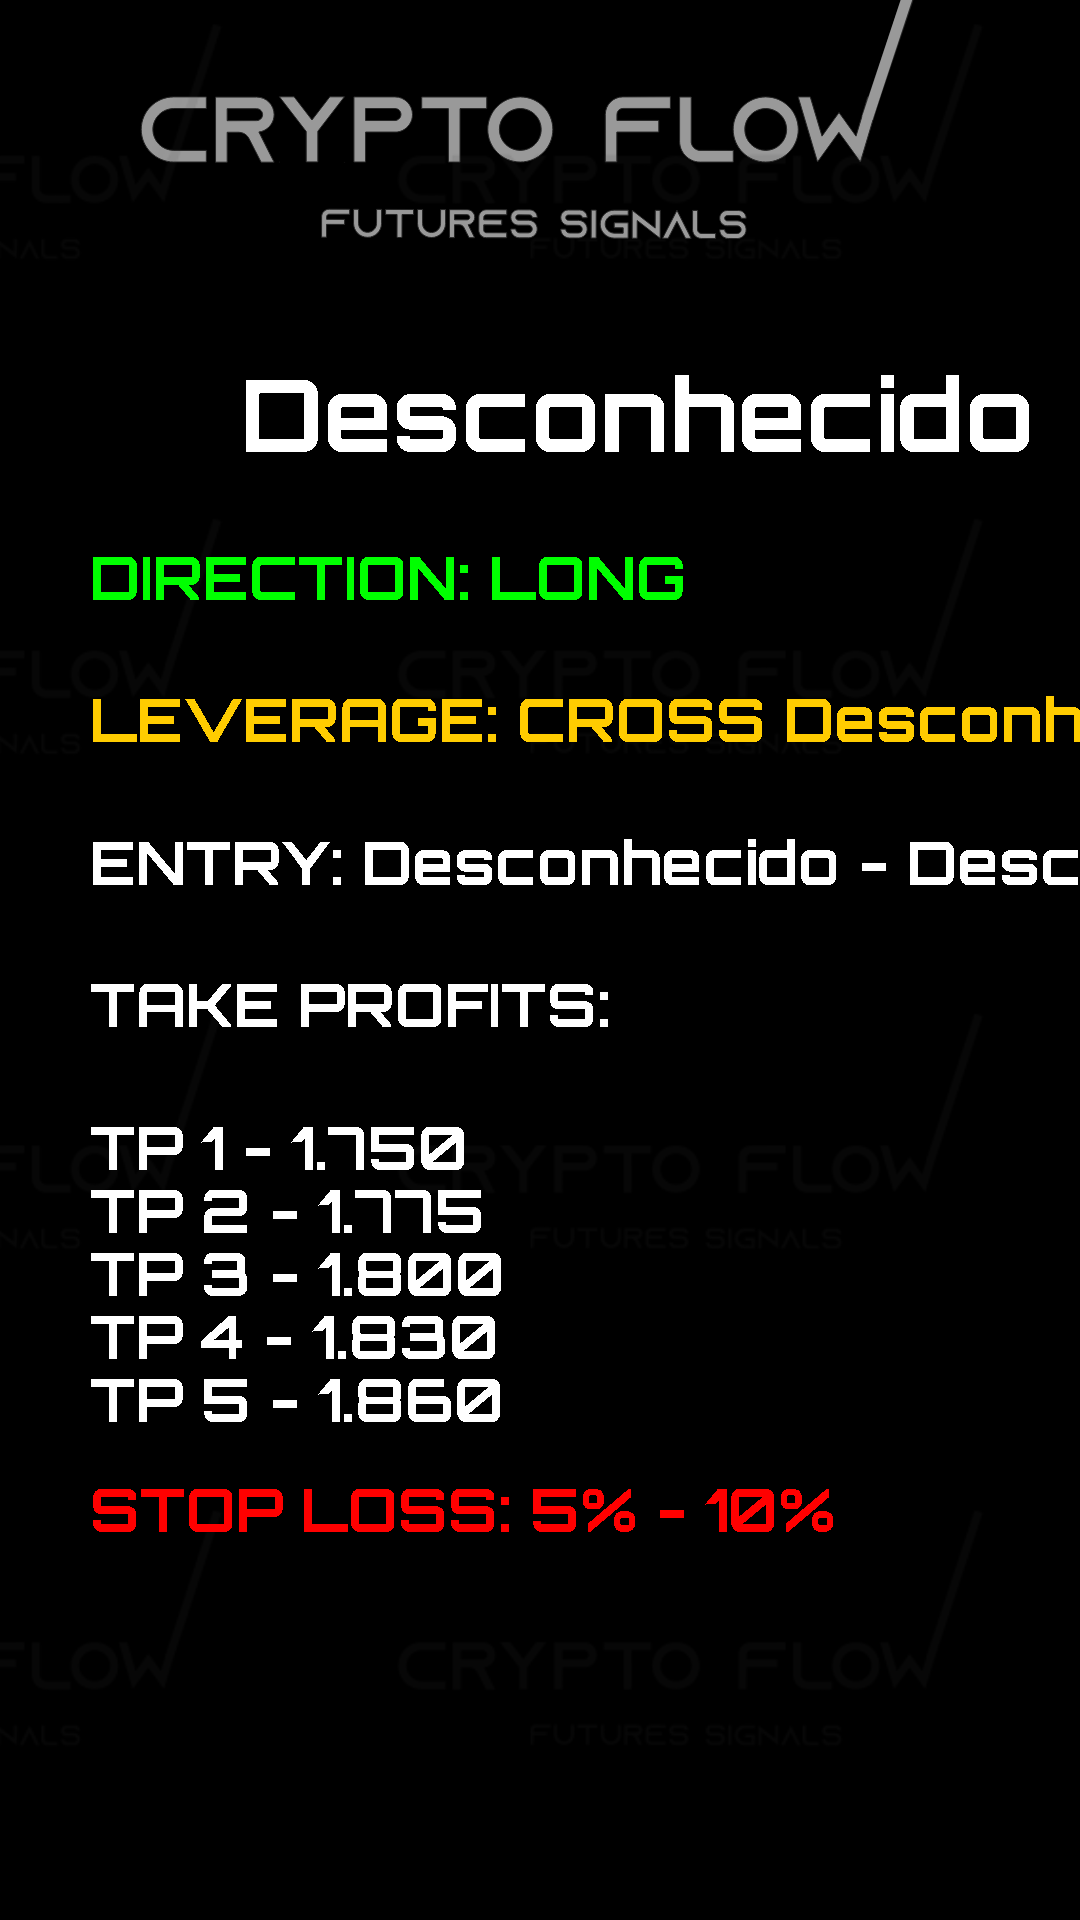 CRYPTO FLOW
FUTURES SIGNALS
Desconhecido
DIRECTION: LONG
LEVERAGE: CROSS Desconh
ENTRY: Desconhecido - Desc
TAKE PROFITS:
TP 1 - 1.750
TP 2 - 1.775
TP 3 - 1.800
TP 4 - 1.830
TP 5 - 1.860
STOP LOSS: 5% - 10%